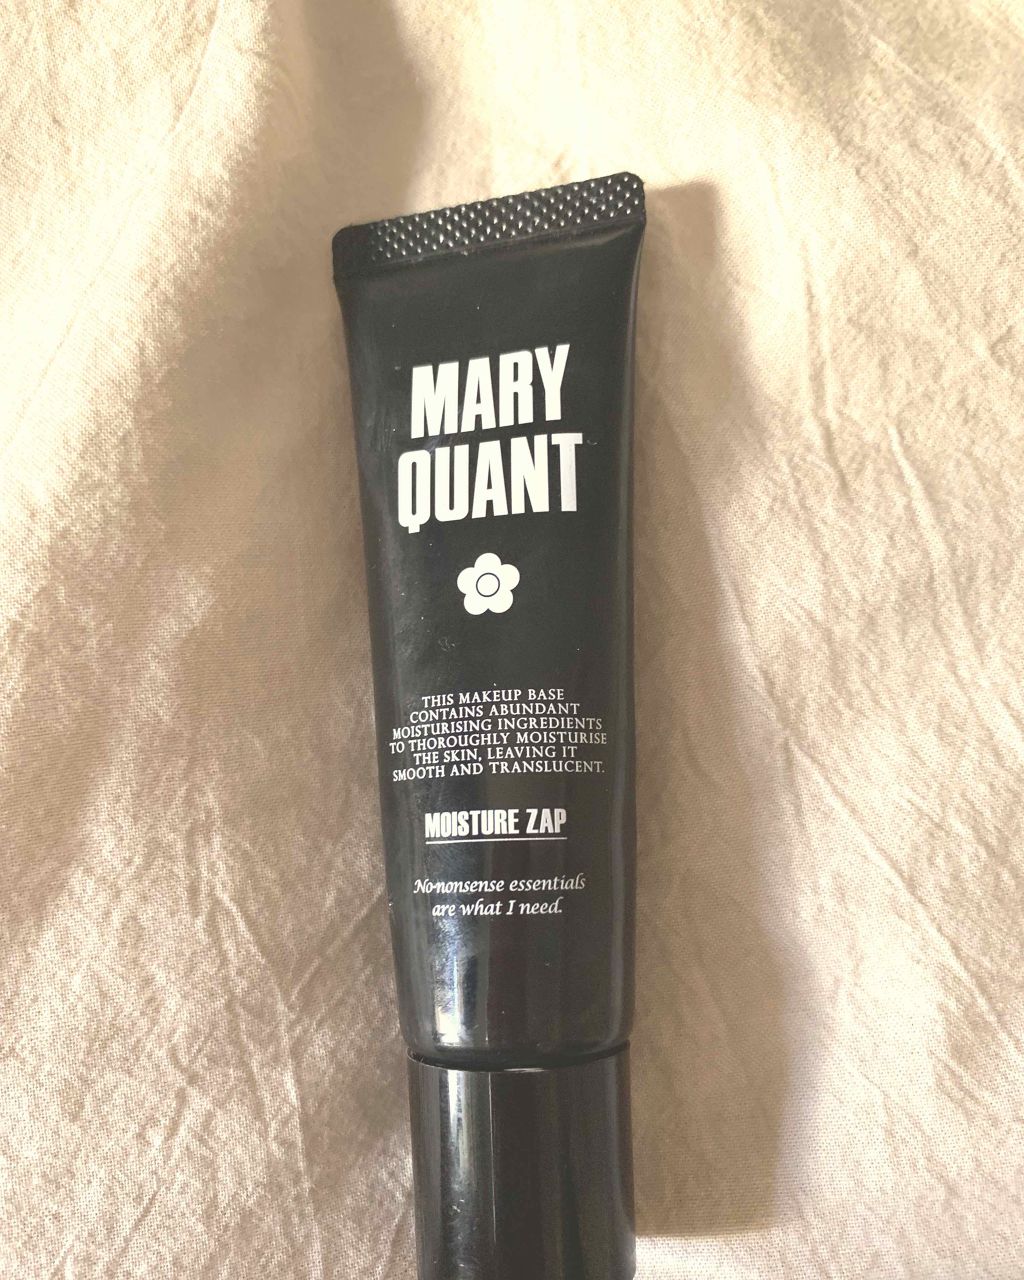 MARY
QUANT
THIS MAKEUP BASE
CONTAINS ABUNDANT
MOISTURISING INGREDIENTS
TO THOROUGHLY MOISTURISE
THE SKIN, LEAVING IT
SMOOTH AND TRANSLUCENT.
MOISTURE ZAP
No-nonsense essentials
are what I need.